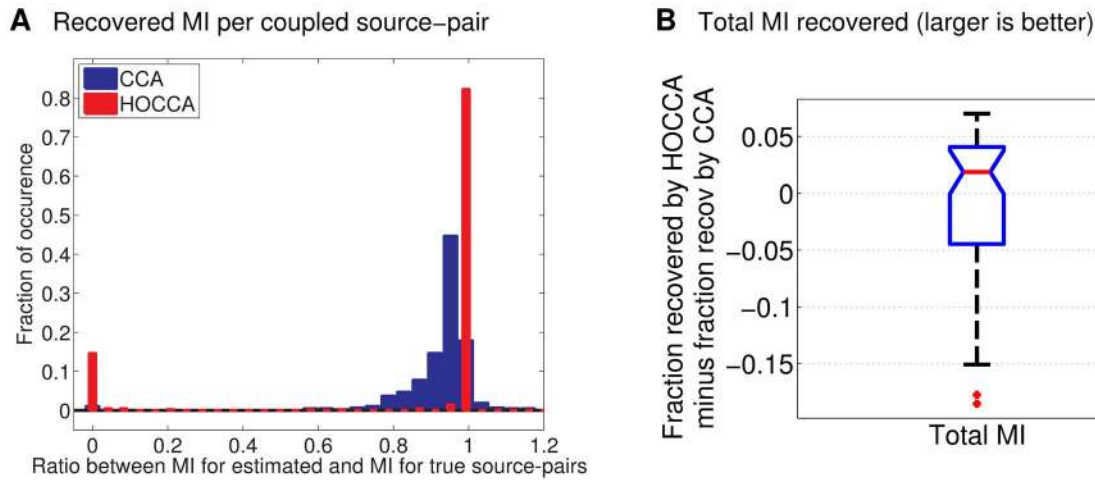 A Recovered MI per coupled source-pair
CCA
HOCCA
0.8
0.7
0.6
0.5
0.4
0.3
0.2
0.1
0
Fraction of occurence
0 0.2 0.4 0.6 0.8 1 1.2
Ratio between MI for estimated and MI for true source-pairs
B Total MI recovered (larger is better)
Fraction recovered by HOCCA
minus fraction recov by CCA
0.05
0
−0.05
−0.1
−0.15
Total MI